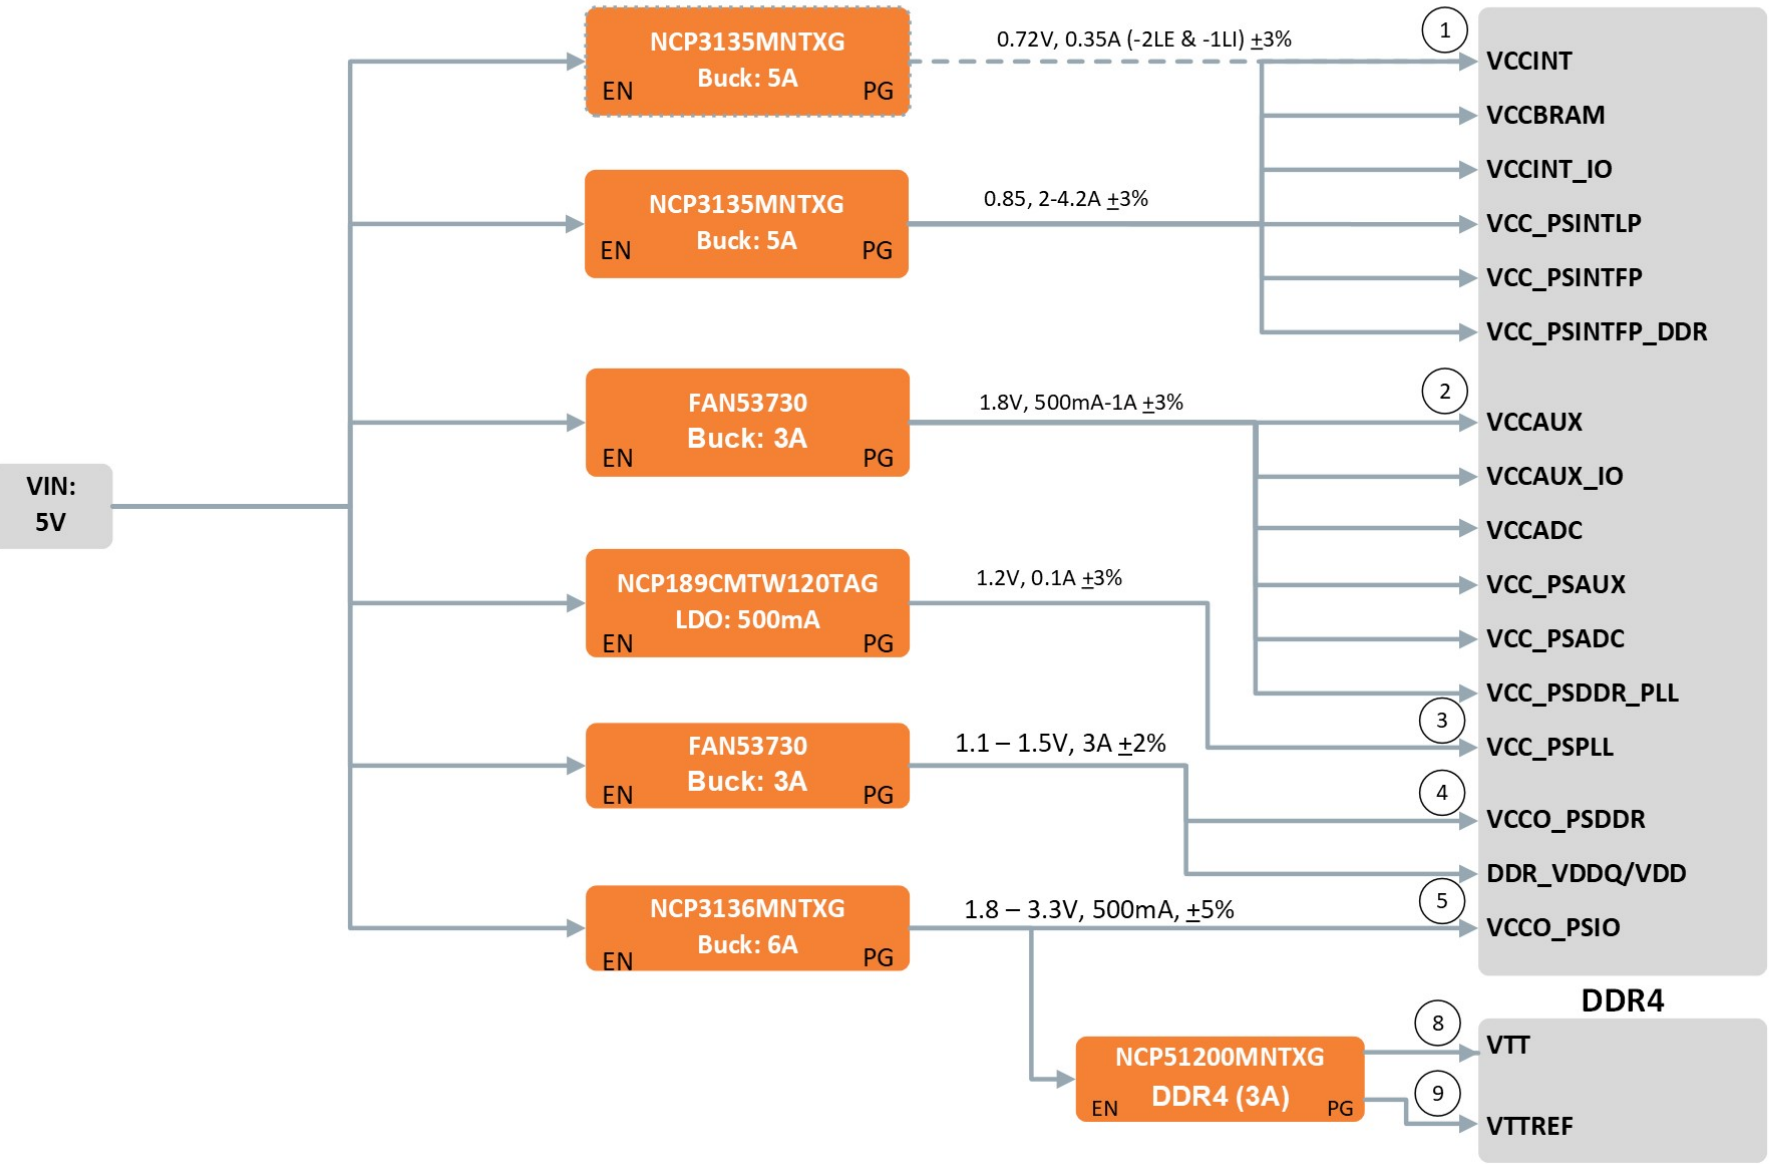 VIN:
5V
NCP3135MNTXG
Buck: 5A
EN
PG
0.72V, 0.35A (-2LE & -1LI) ±3%
NCP3135MNTXG
Buck: 5A
EN
PG
0.85, 2-4.2A ±3%
FAN53730
Buck: 3A
EN
PG
1.8V, 500mA-1A ±3%
NCP189CMTW120TAG
LDO: 500mA
EN
PG
1.2V, 0.1A ±3%
FAN53730
Buck: 3A
EN
PG
1.1 – 1.5V, 3A ±2%
NCP3136MNTXG
Buck: 6A
EN
PG
1.8 – 3.3V, 500mA, ±5%
NCP51200MNTXG
DDR4 (3A)
EN
PG
1
VCCINT
VCCBRAM
VCCINT_IO
VCC_PSINTLP
VCC_PSINTFP
VCC_PSINTFP_DDR
2
VCCAUX
VCCAUX_IO
VCCADC
VCC_PSAUX
VCC_PSADC
VCC_PSDDR_PLL
3
VCC_PSPLL
4
VCCO_PSDDR
DDR_VDDQ/VDD
5
VCCO_PSIO
DDR4
8
VTT
9
VTTREF